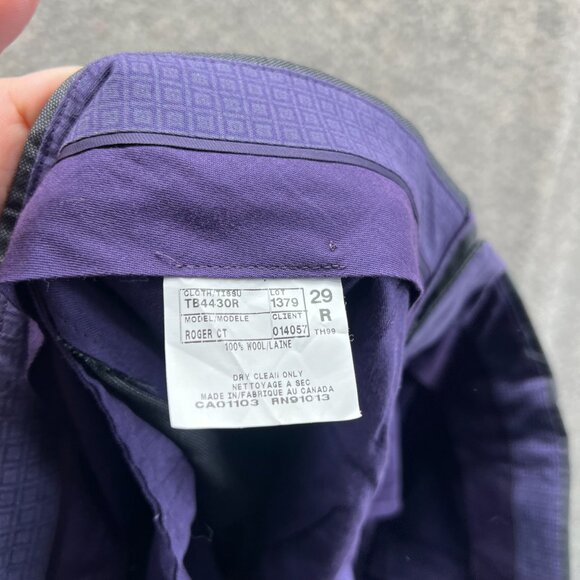 CLOTH/TISSU LOT 29
TB4430R 1379 R
MODEL/MODELE CLIENT
ROGER CT 014057 TH99
100% WOOL/LAINE
DRY CLEAN ONLY
NETTOYAGE A SEC
MADE IN/FABRIQUE AU CANADA
CA01103 RN91013